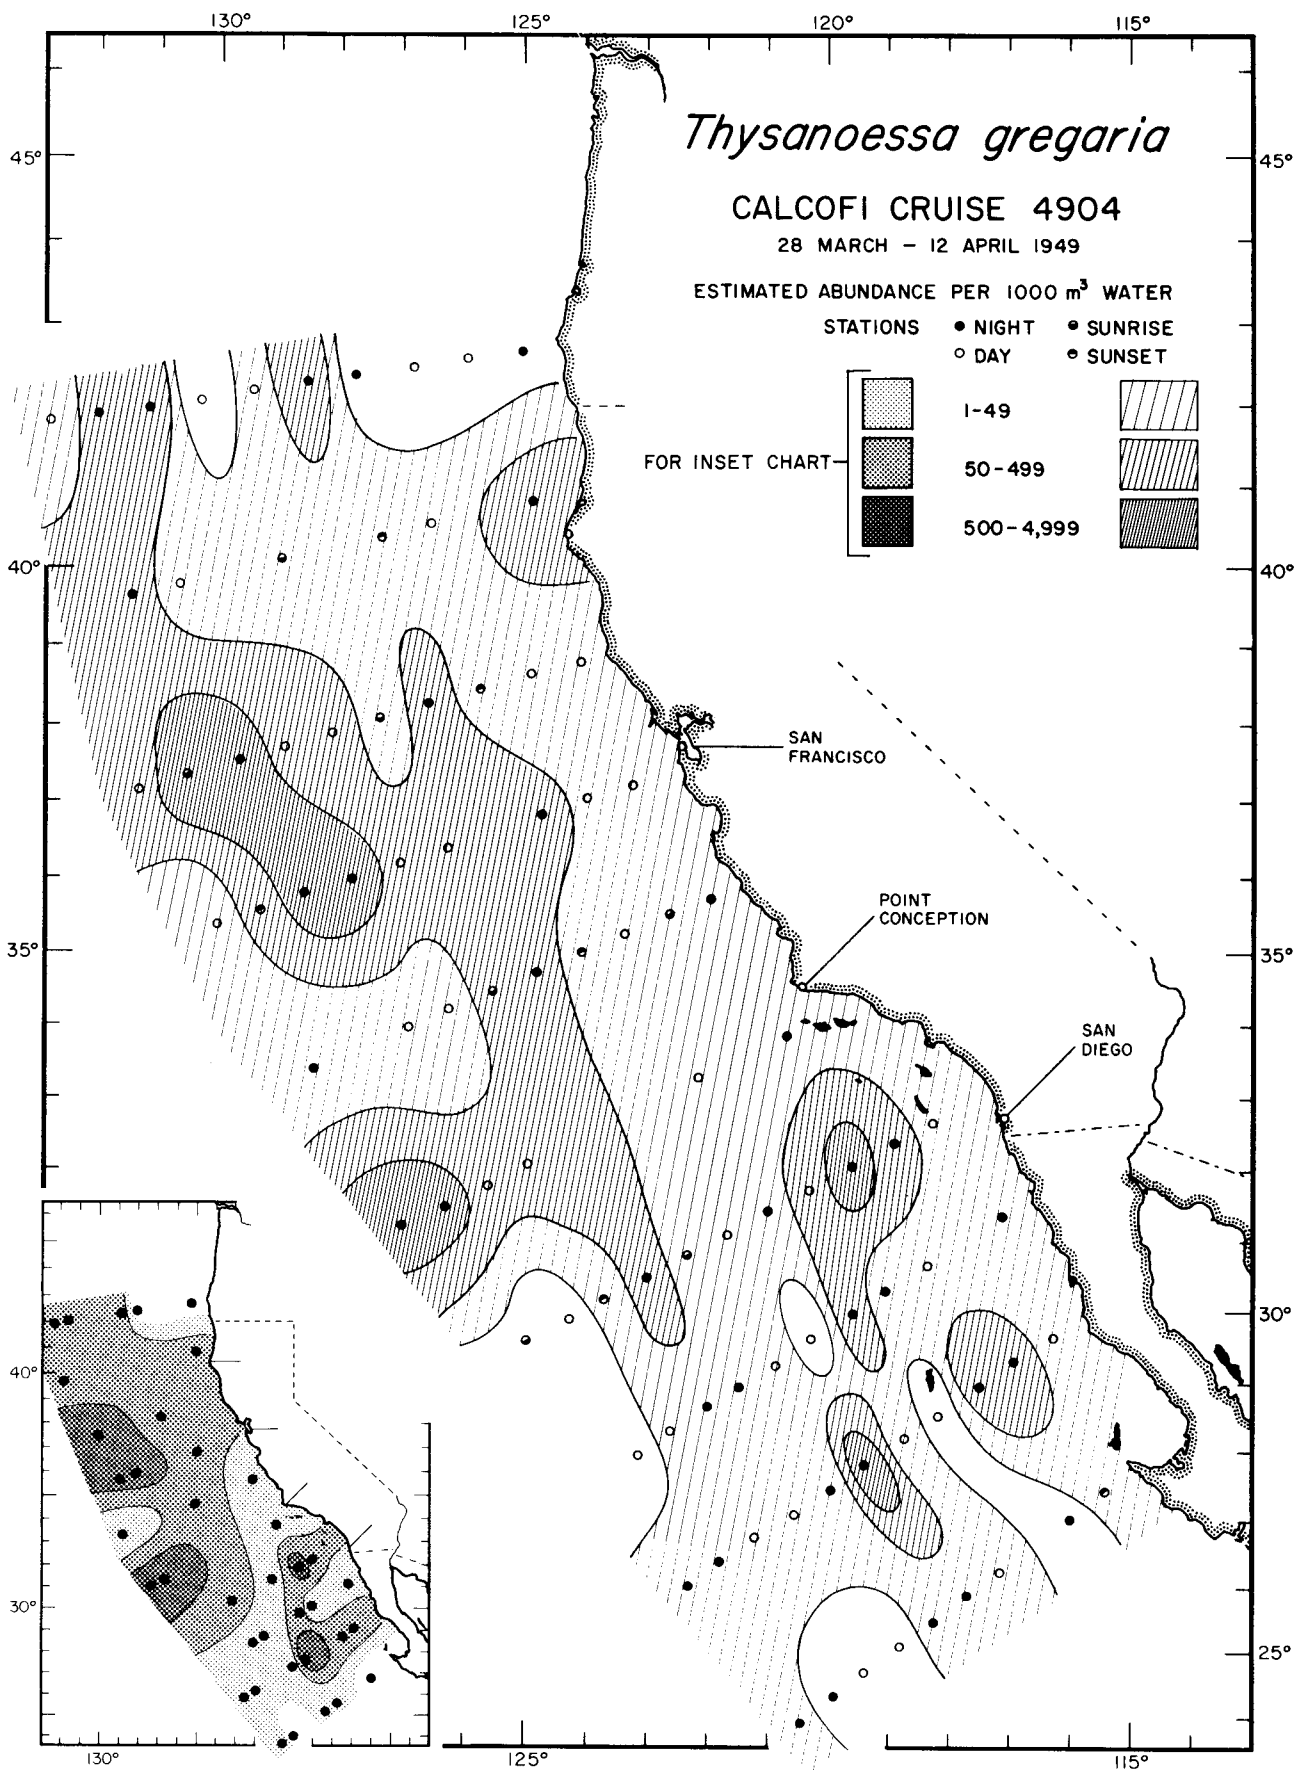 130° 125° 120° 115°
Thysanoessa gregaria
45° 45°
CALCOFI CRUISE 4904
28 MARCH – 12 APRIL 1949
ESTIMATED ABUNDANCE PER 1000 m³ WATER
STATIONS ● NIGHT SUNRISE
○ DAY SUNSET
1-49
FOR INSET CHART 50-499
500-4,999
40° 40°
SAN
FRANCISCO
POINT
CONCEPTION
35° 35°
SAN
DIEGO
30°
40°
30°
25°
130° 125° 115°